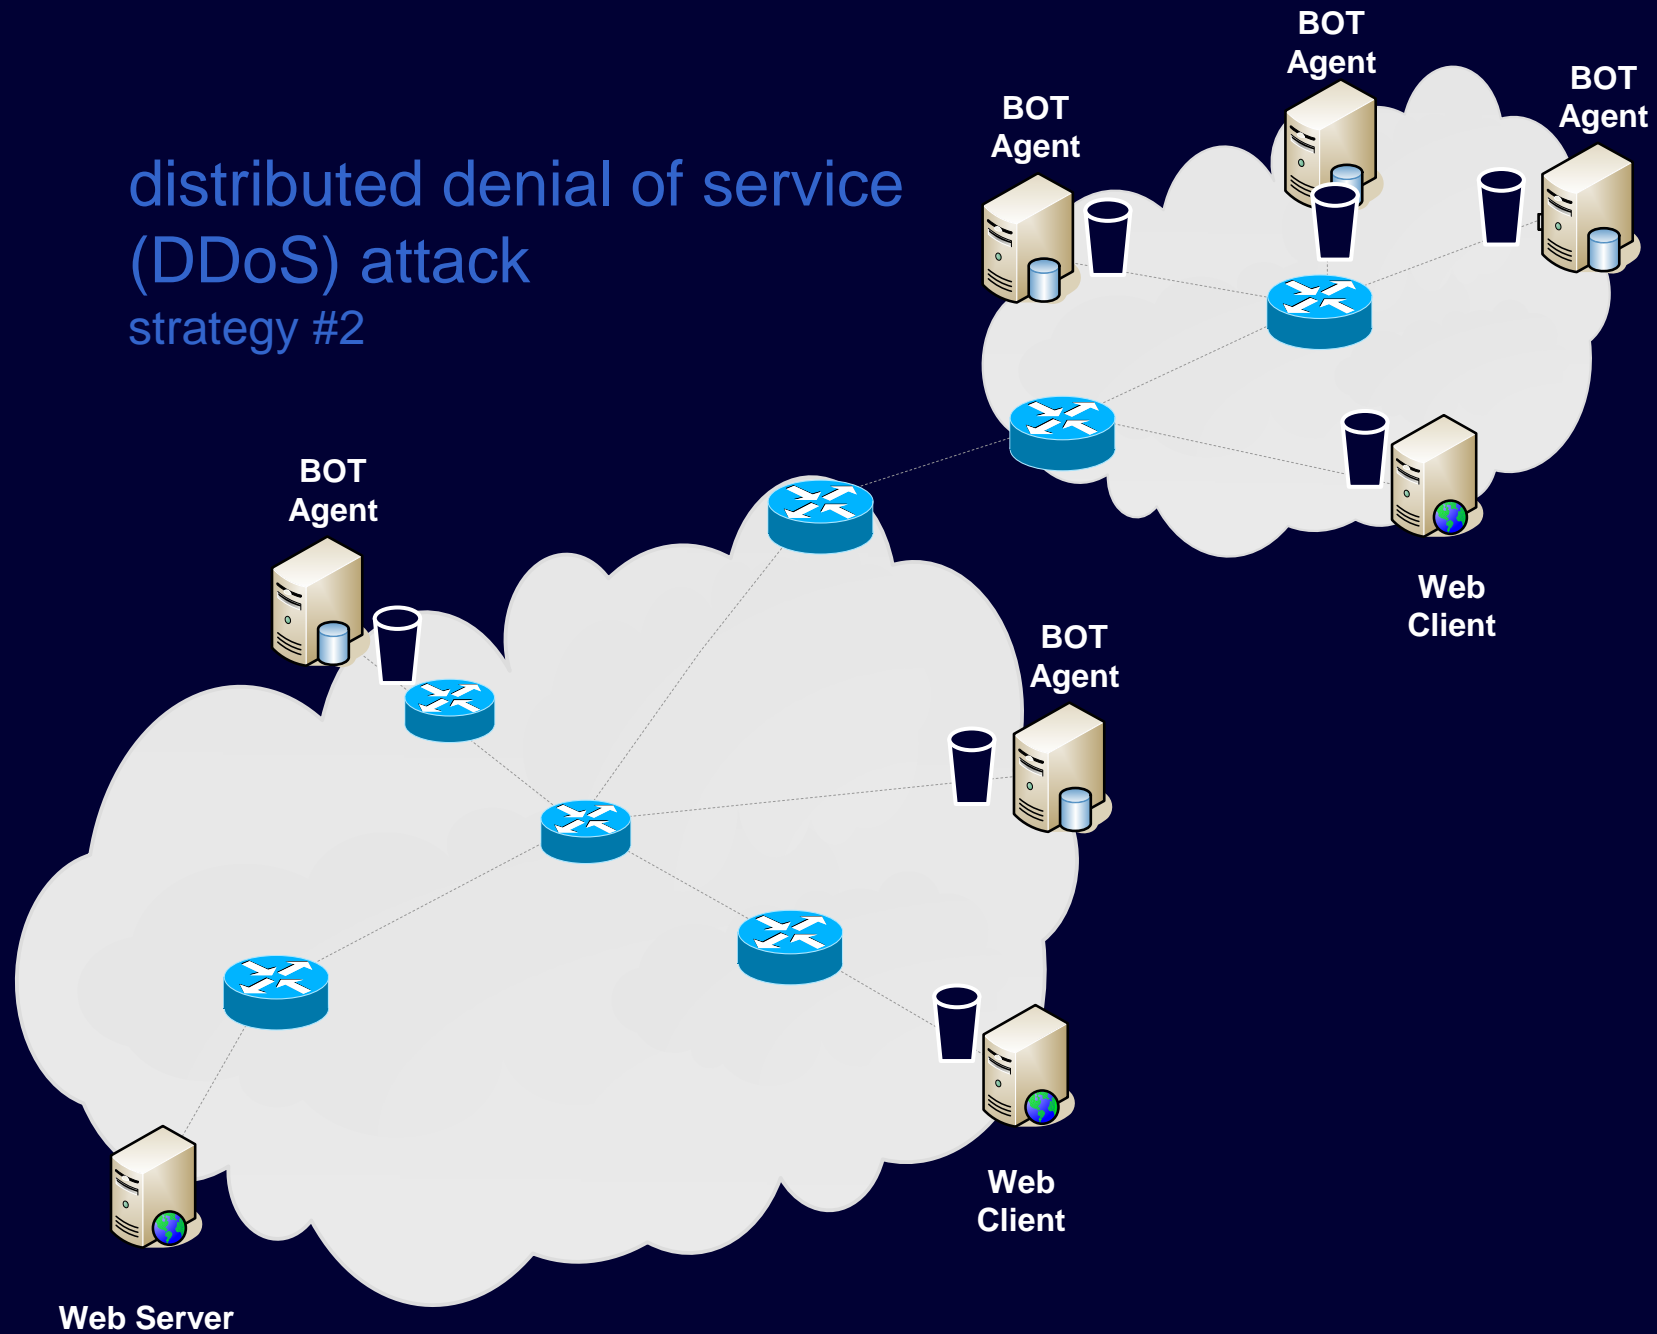 distributed denial of service
(DDoS) attack
strategy #2
BOT
Agent
BOT
Agent
BOT
Agent
Web
Client
BOT
Agent
BOT
Agent
Web
Client
Web Server